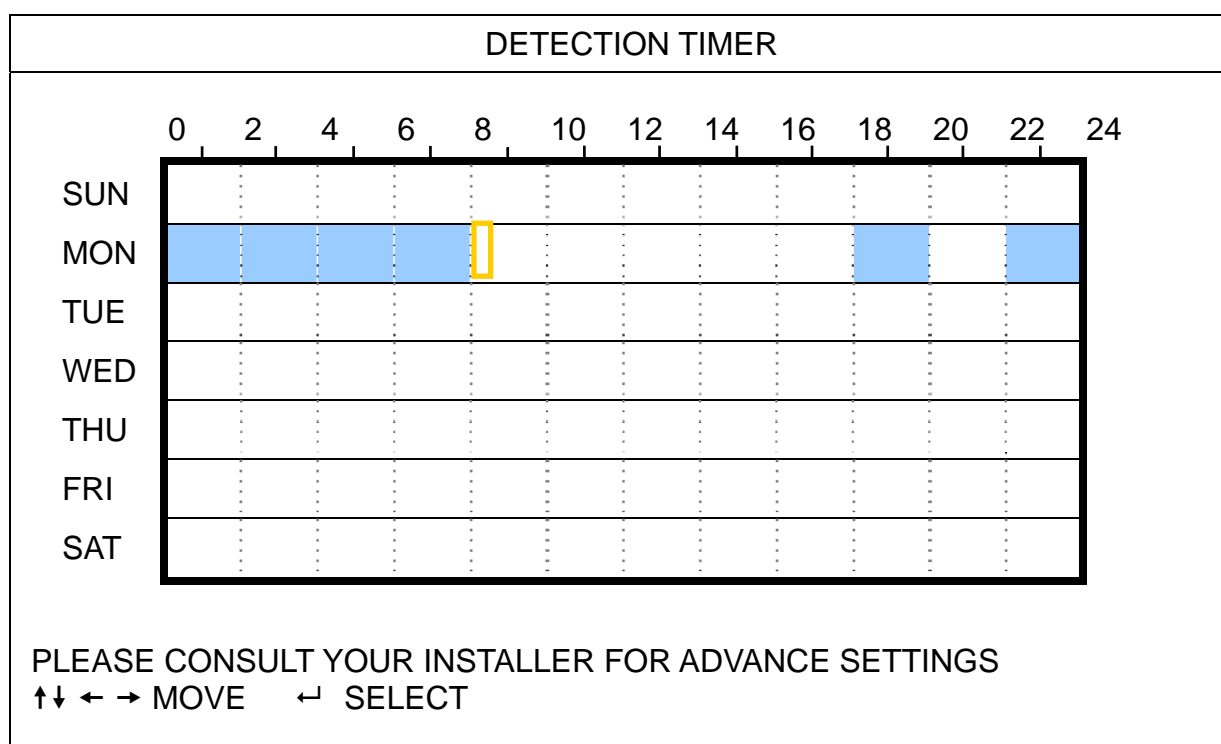 DETECTION TIMER
0 2 4 6 8 10 12 14 16 18 20 22 24
SUN
MON
TUE
WED
THU
FRI
SAT
PLEASE CONSULT YOUR INSTALLER FOR ADVANCE SETTINGS
↑↓ ← → MOVE ↵ SELECT